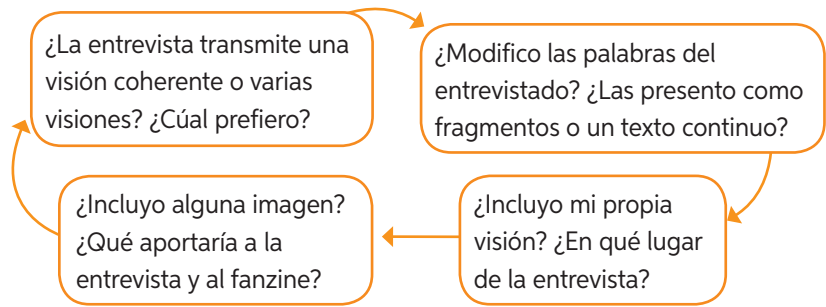 ¿La entrevista transmite una
visión coherente o varias
visiones? ¿Cúal prefiero?
¿Modifico las palabras del
entrevistado? ¿Las presento como
fragmentos o un texto continuo?
¿Incluyo mi propia
visión? ¿En qué lugar
de la entrevista?
¿Incluyo alguna imagen?
¿Qué aportaría a la
entrevista y al fanzine?